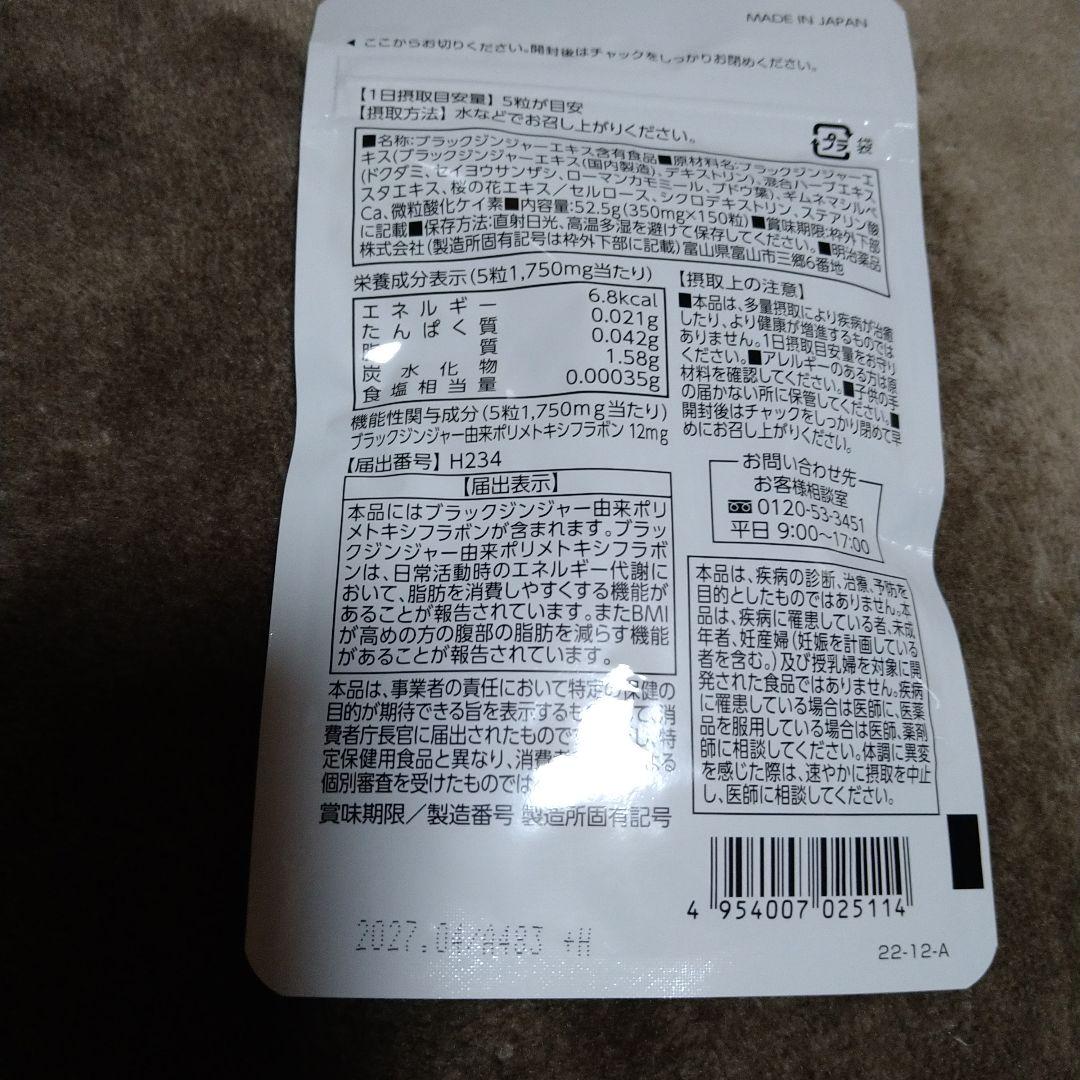 MADE IN JAPAN
◀ ここからお切りください。開封後はチャックをしっかりお閉めください。
【1日摂取目安量】5粒が目安
【摂取方法】水などでお召し上がりください。
プラ 袋
■名称:ブラックジンジャーエキス含有食品■原材料名:ブラックジンジャーエ
キス(ブラックジンジャーエキス(国内製造)、デキストリン)、混合ハーブエキス
(ドクダミ、セイヨウサンザシ、ローマンカモミール、ブドウ葉)、ギムネマシルベ
スタエキス、桜の花エキス/セルロース、シクロデキストリン、ステアリン酸
Ca、微粒酸化ケイ素■内容量:52.5g(350mg×150粒)■賞味期限:枠外下部
に記載■保存方法:直射日光、高温多湿を避けて保存してください。■明治薬品
株式会社(製造所固有記号は枠外下部に記載)富山県富山市三郷6番地
栄養成分表示(5粒1,750mg当たり)
エネルギー 6.8kcal
たんぱく質 0.021g
脂質 0.042g
炭水化物 1.58g
食塩相当量 0.00035g
機能性関与成分(5粒1,750mg当たり)
ブラックジンジャー由来ポリメトキシフラボン 12mg
【届出番号】H234
【届出表示】
本品にはブラックジンジャー由来ポリ
メトキシフラボンが含まれます。ブラッ
クジンジャー由来ポリメトキシフラボ
ンは、日常活動時のエネルギー代謝に
おいて、脂肪を消費しやすくする機能が
あることが報告されています。またBMI
が高めの方の腹部の脂肪を減らす機能
があることが報告されています。
本品は、事業者の責任において特定の保健の
目的が期待できる旨を表示するも て、消
費者庁長官に届出されたもので し、特
定保健用食品と異なり、消費 よる
個別審査を受けたものでは
賞味期限/製造番号 製造所固有記号
【摂取上の注意】
■本品は、多量摂取により疾病が治癒
したり、より健康が増進するものでは
ありません。1日摂取目安量をお守り
ください。■アレルギーのある方は原
材料を確認してください。■子供の手
の届かない所に保管してください。■
開封後はチャックをしっかり閉めて早
めにお召し上がりください。
お問い合わせ先
お客様相談室
0120-53-3451
平日 9:00〜17:00
本品は、疾病の診断、治療、予防を
目的としたものではありません。本
品は、疾病に罹患している者、未成
年者、妊産婦(妊娠を計画している
者を含む。)及び授乳婦を対象に開
発された食品ではありません。疾病
に罹患している場合は医師に、医薬
品を服用している場合は医師、薬剤
師に相談してください。体調に異変
を感じた際は、速やかに摂取を中止
し、医師に相談してください。
4 954007 025114
2027.04 A483 +H
22-12-A